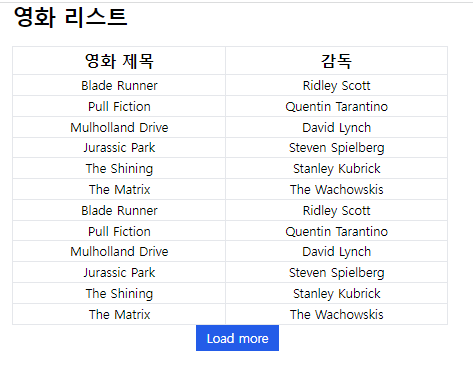 영화 리스트
영화 제목 감독
Blade Runner Ridley Scott
Pull Fiction Quentin Tarantino
Mulholland Drive David Lynch
Jurassic Park Steven Spielberg
The Shining Stanley Kubrick
The Matrix The Wachowskis
Blade Runner Ridley Scott
Pull Fiction Quentin Tarantino
Mulholland Drive David Lynch
Jurassic Park Steven Spielberg
The Shining Stanley Kubrick
The Matrix The Wachowskis
Load more